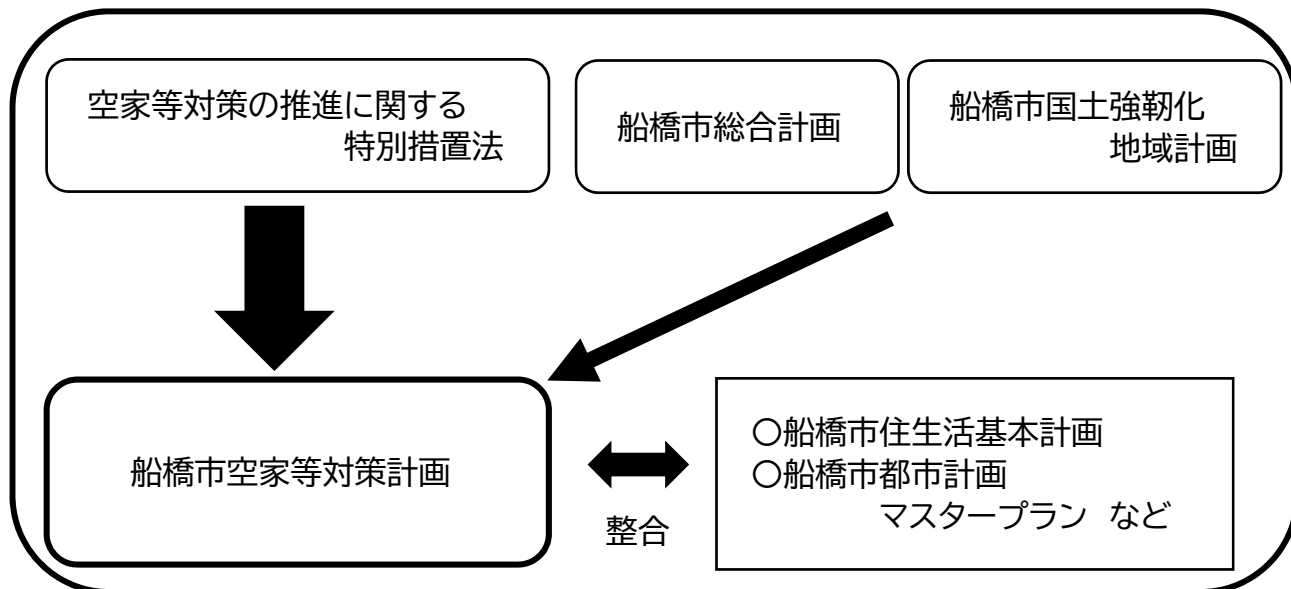 空家等対策の推進に関する
特別措置法
船橋市総合計画
船橋市国土強靭化
地域計画
船橋市空家等対策計画
整合
〇船橋市住生活基本計画
〇船橋市都市計画
マスタープラン など